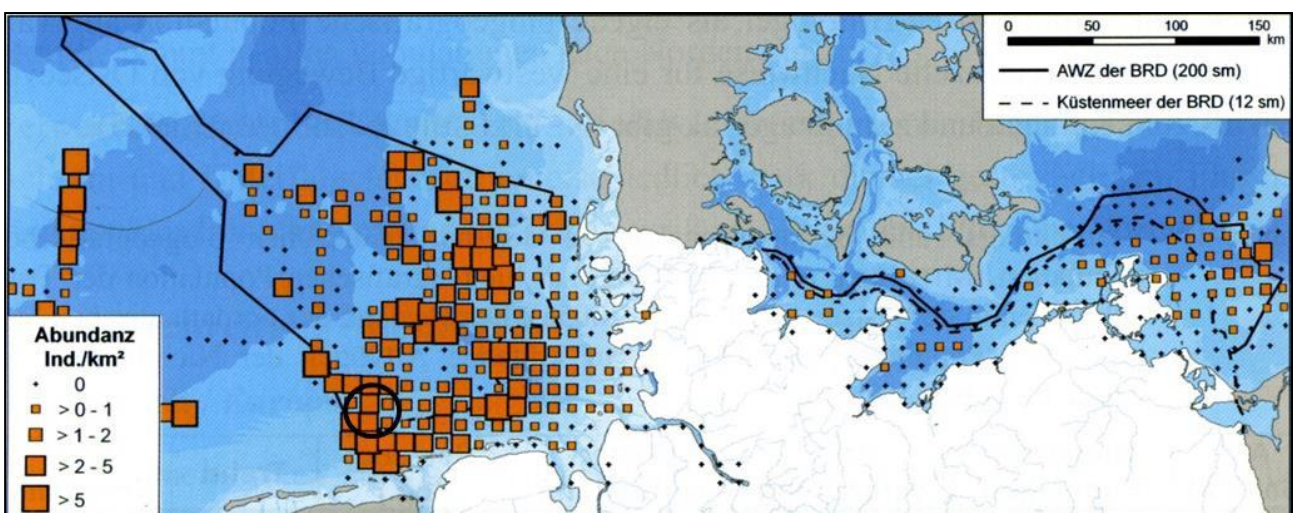 0 50 100 150
km
AWZ der BRD (200 sm)
Küstenmeer der BRD (12 sm)
Abundanz
Ind./km²
0
> 0 - 1
> 1 - 2
> 2 - 5
> 5